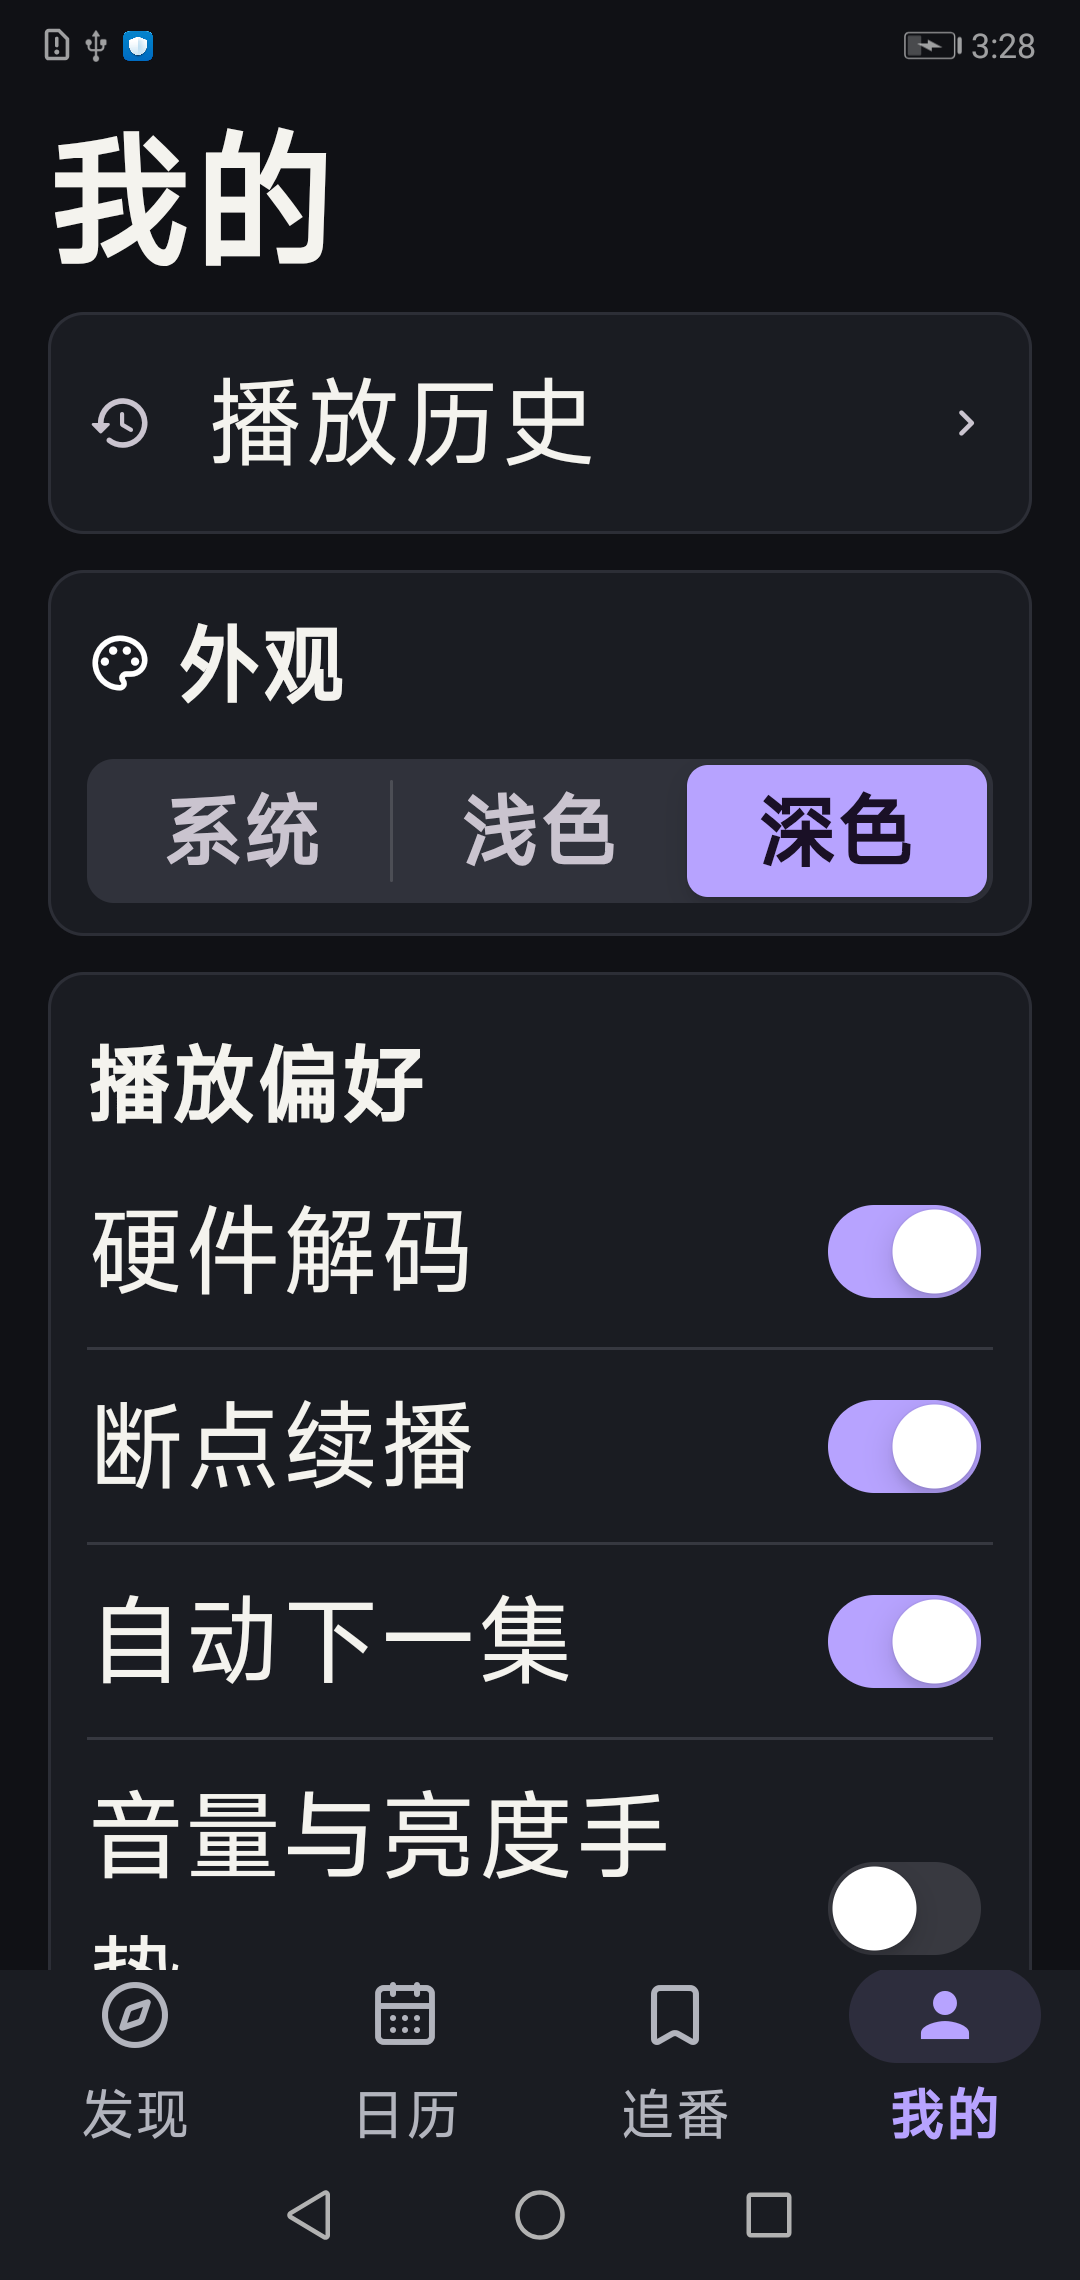 3:28
我的
播放历史
外观
系统 浅色 深色
播放偏好
硬件解码
断点续播
自动下一集
音量与亮度手
发现 日历 追番 我的